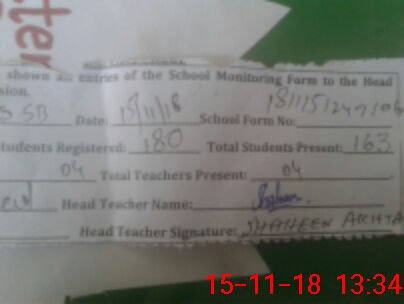 shown all entries of the School Monitoring Form to the Head
sion.
SSB Date: 15/11/18 School Form No:
Students Registered: 180 Total Students Present: 163
04 Total Teachers Present: 04
Head Teacher Name: Shaheen
Head Teacher Signature: SHAHEEN
15-11-18 13:34